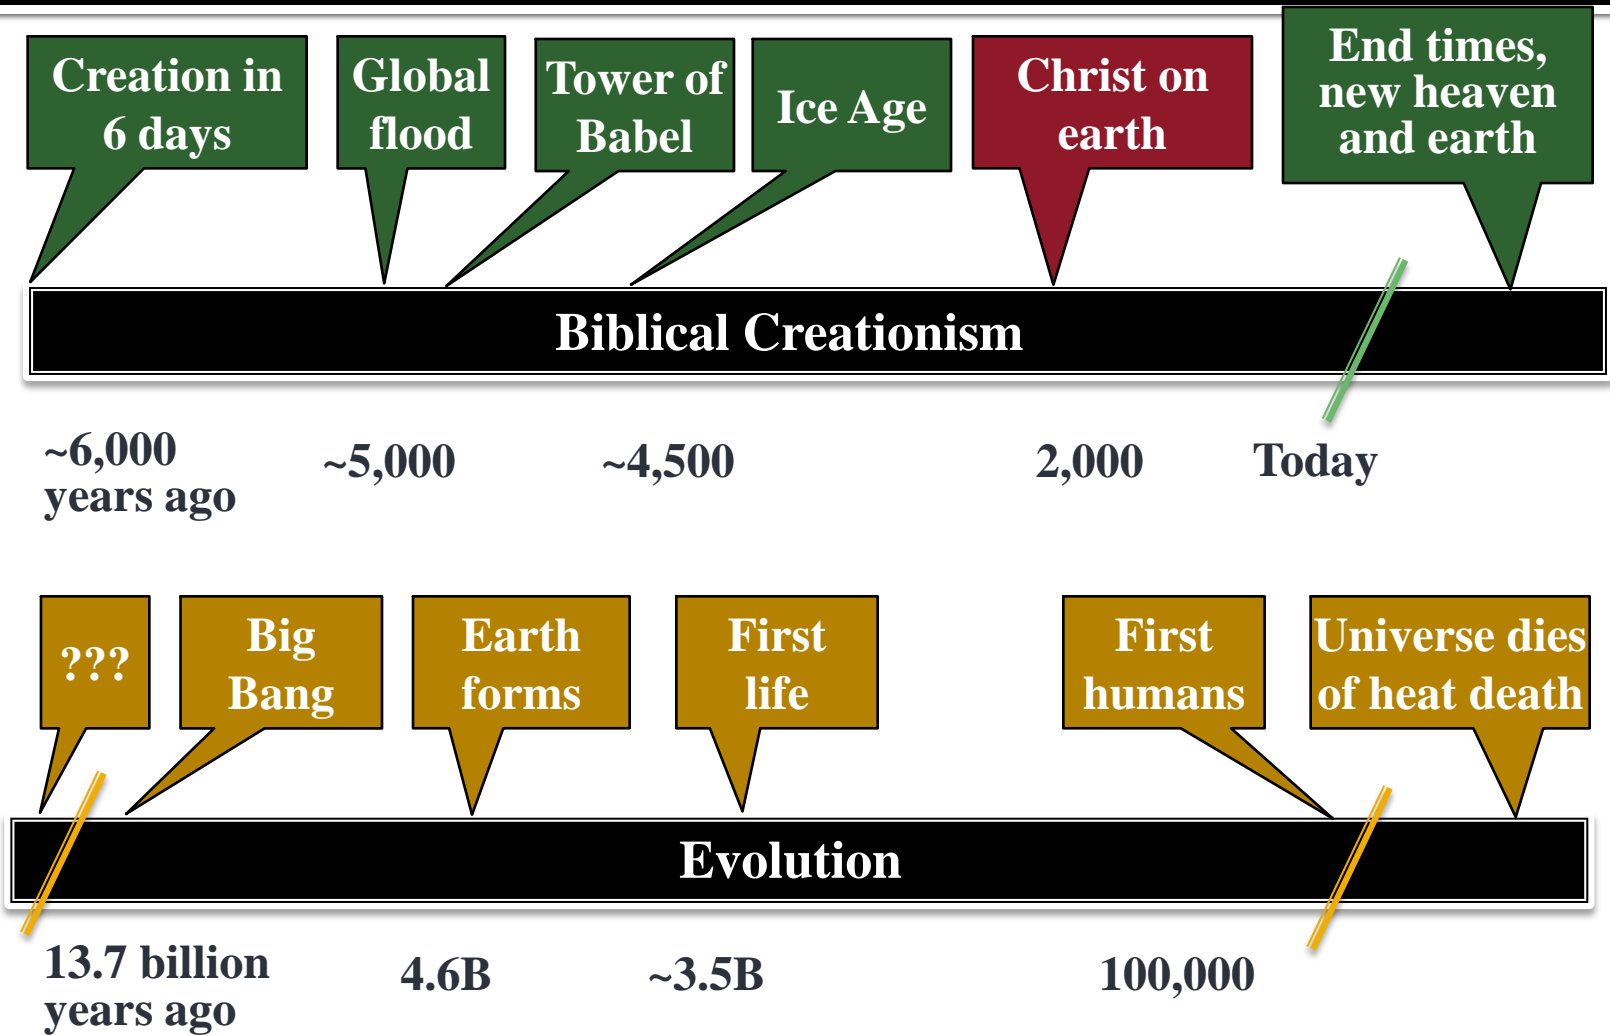 Creation in
6 days
Global
flood
Tower of
Babel
Ice Age
Christ on
earth
End times,
new heaven
and earth
Biblical Creationism
~6,000
years ago
~5,000
~4,500
2,000
Today
???
Big
Bang
Earth
forms
First
life
First
humans
Universe dies
of heat death
Evolution
13.7 billion
years ago
4.6B
~3.5B
100,000